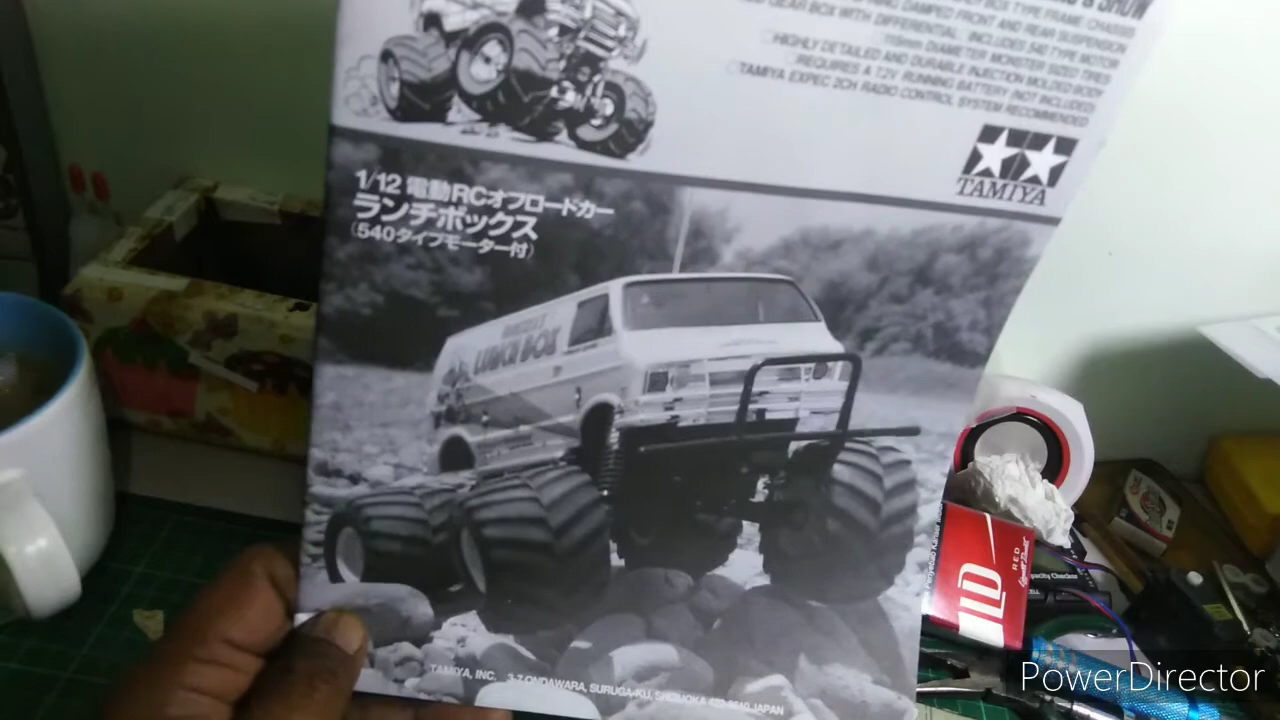 BOX TYPE FRAME CHASSIS
DAMPED FRONT AND REAR SUSPENSION
GEAR BOX WITH DIFFERENTIAL. INCLUDES 540 TYPE MOTOR
DIAMETER MONSTER SIZED TIRES
HIGHLY DETAILED AND DURABLE INJECTION MOLDED BODY
REQUIRES A 7.2V RUNNING BATTERY (NOT INCLUDED)
TAMIYA EXPEC 2CH RADIO CONTROL SYSTEM RECOMMENDED
TAMIYA
1/12 電動RCオフロードカー
ランチボックス
(540タイプモーター付)
LUNCH BOX
TAMIYA, INC. 3-7, ONDAWARA, SURUGA-KU, SHIZUOKA 422-8610 JAPAN
LD
RED
pacity Checker
PowerDirector